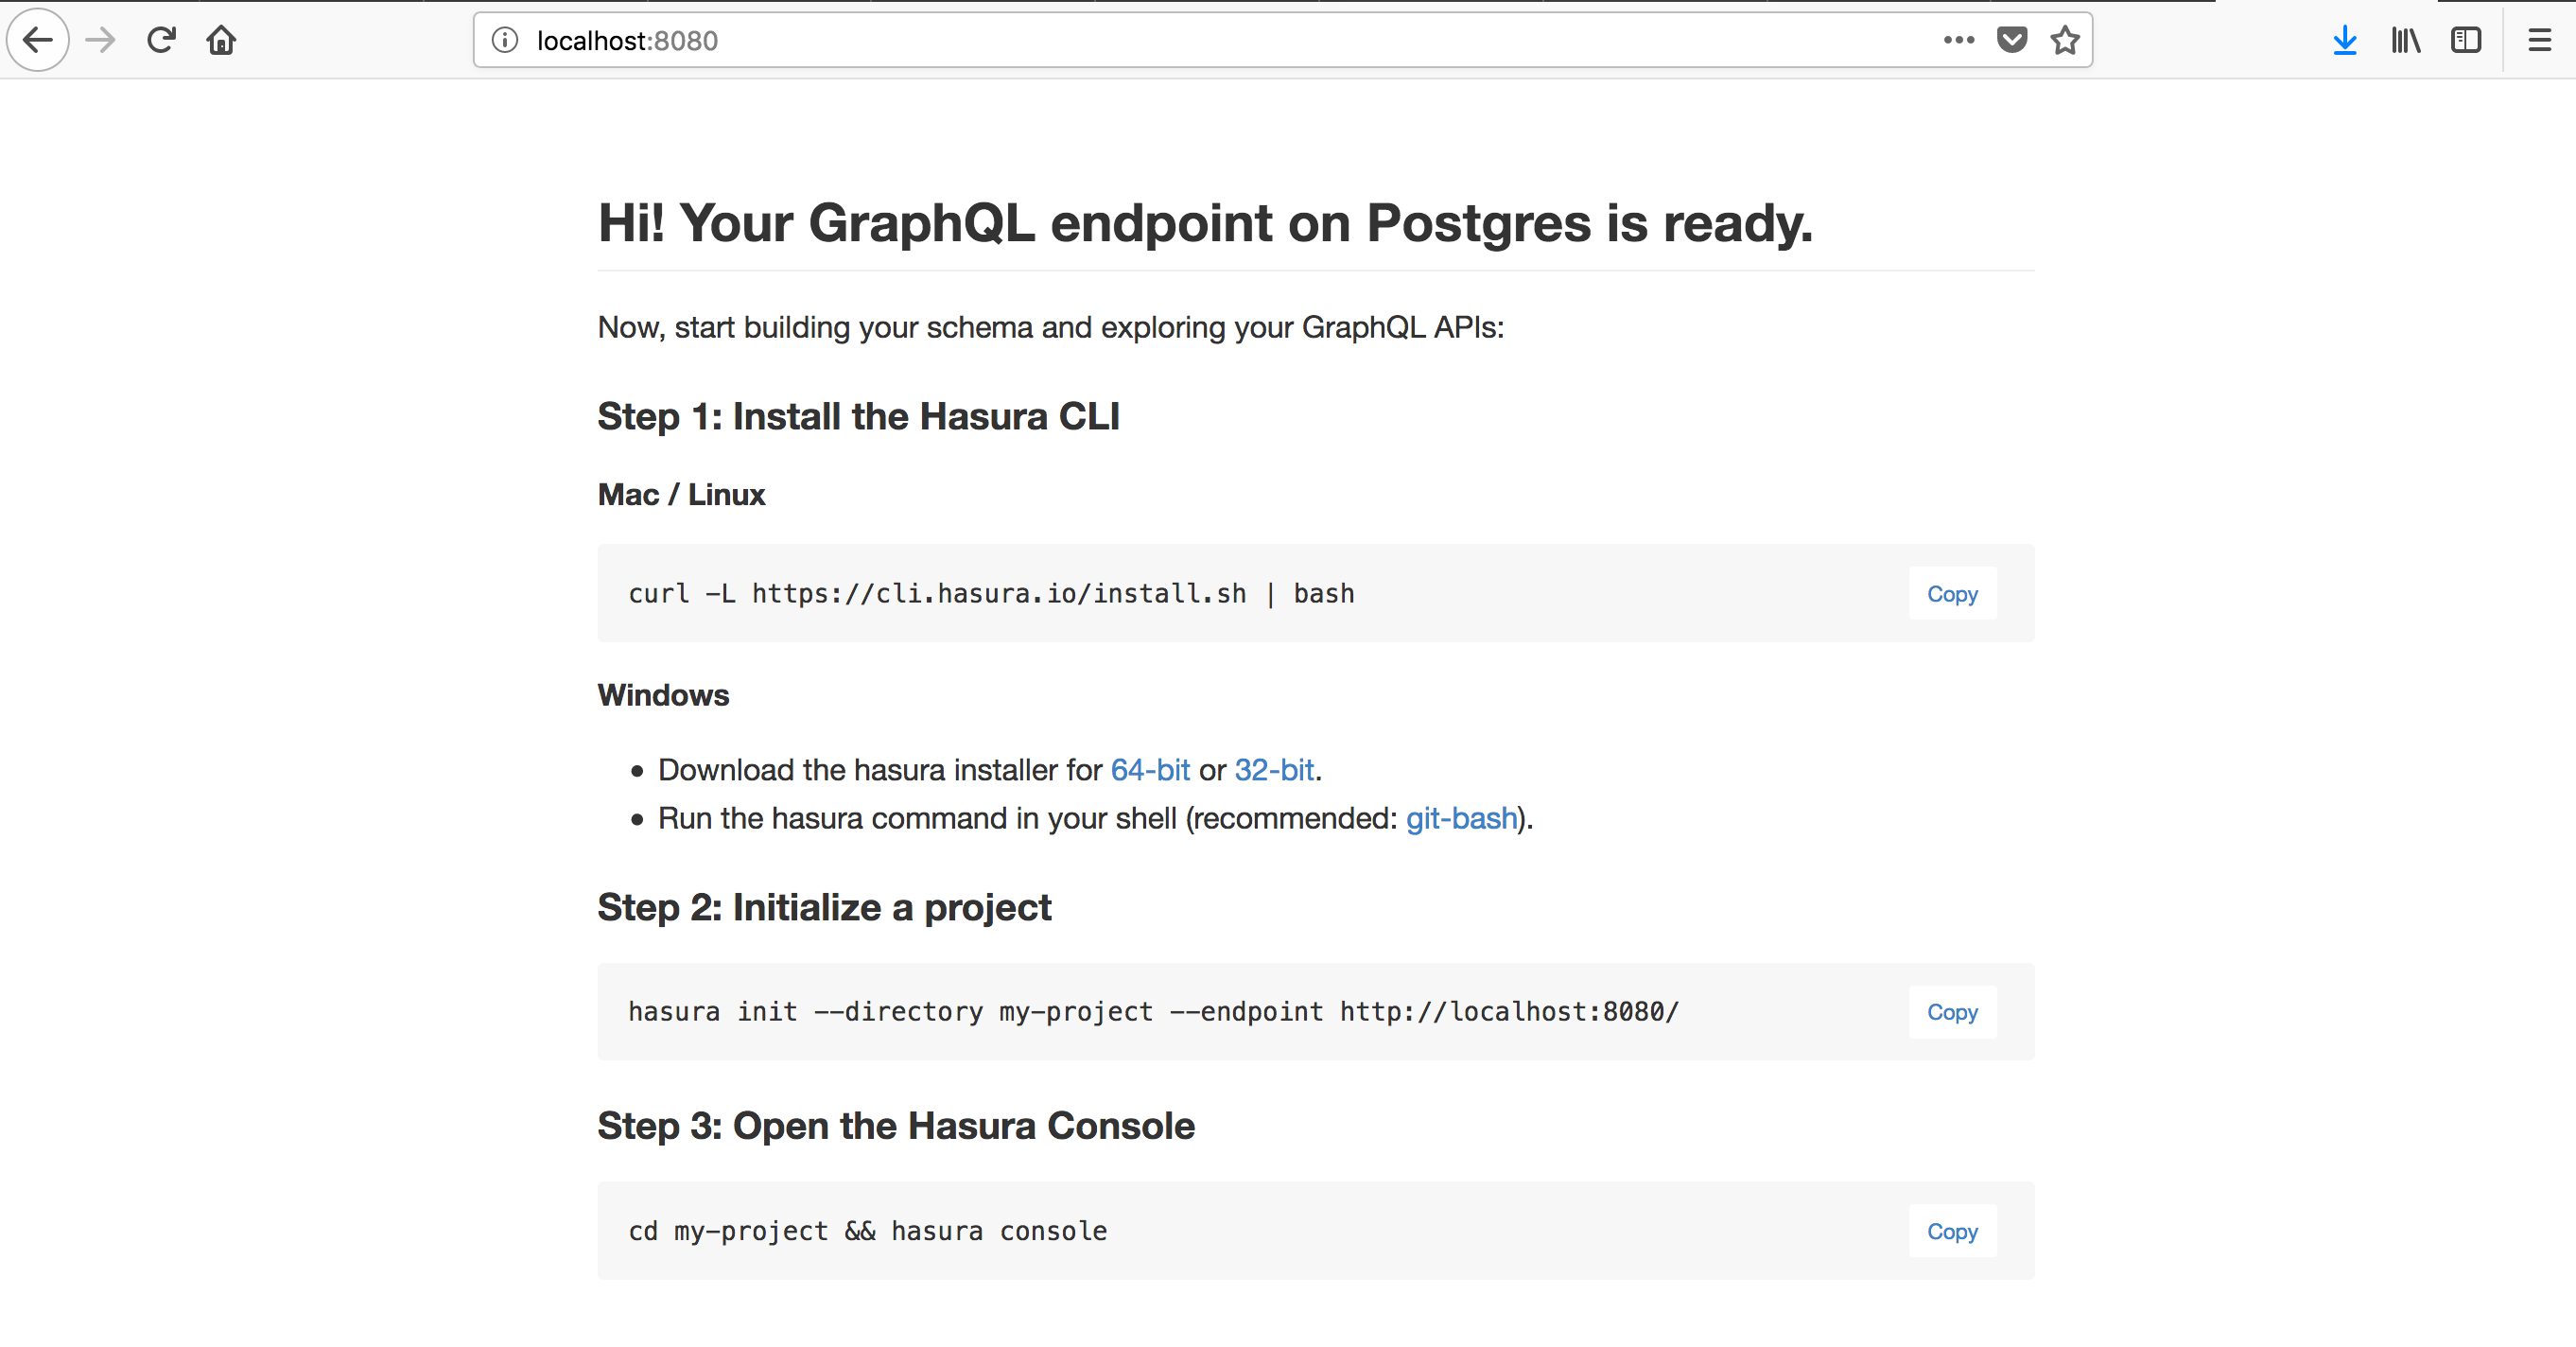 localhost:8080
Hi! Your GraphQL endpoint on Postgres is ready.
Now, start building your schema and exploring your GraphQL APIs:
Step 1: Install the Hasura CLI
Mac / Linux
curl -L https://cli.hasura.io/install.sh | bash
Copy
Windows
Download the hasura installer for 64-bit or 32-bit.
Run the hasura command in your shell (recommended: git-bash).
Step 2: Initialize a project
hasura init --directory my-project --endpoint http://localhost:8080/
Copy
Step 3: Open the Hasura Console
cd my-project && hasura console
Copy